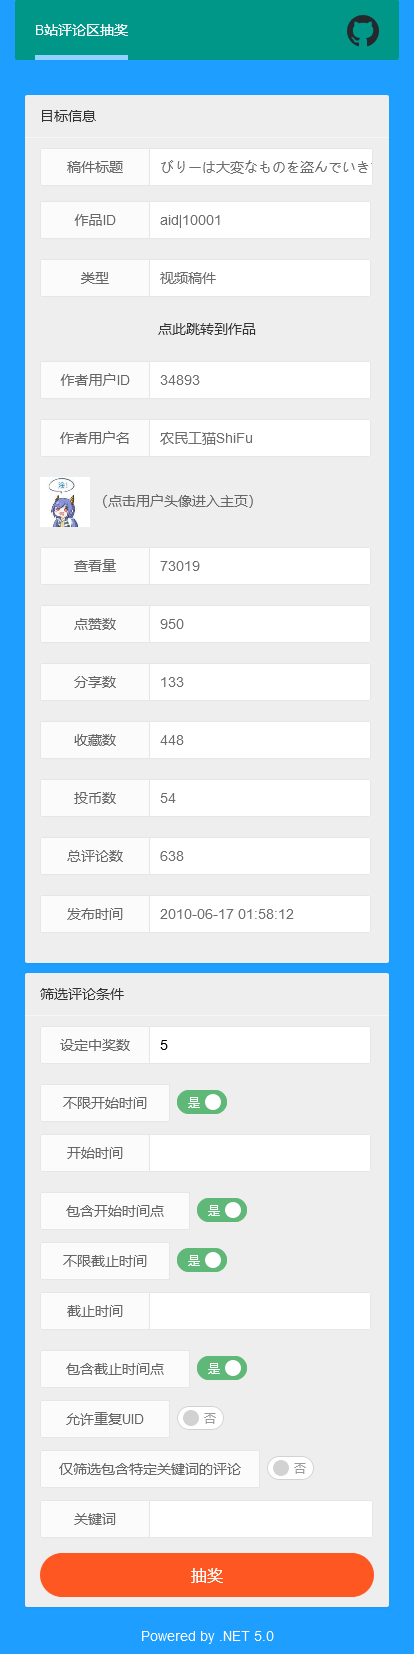 B站评论区抽奖
目标信息
稿件标题 びりーは大変なものを盗んでいき
作品ID aid|10001
类型 视频稿件
点此跳转到作品
作者用户ID 34893
作者用户名 农民工猫ShiFu
（点击用户头像进入主页）
查看量 73019
点赞数 950
分享数 133
收藏数 448
投币数 54
总评论数 638
发布时间 2010-06-17 01:58:12
筛选评论条件
设定中奖数 5
不限开始时间 是
开始时间
包含开始时间点 是
不限截止时间 是
截止时间
包含截止时间点 是
允许重复UID 否
仅筛选包含特定关键词的评论 否
关键词
抽奖
Powered by .NET 5.0